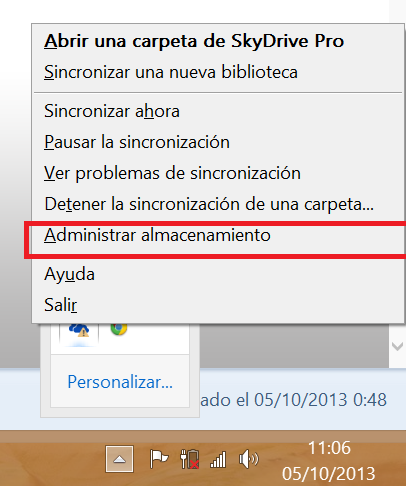 Abrir una carpeta de SkyDrive Pro
Sincronizar una nueva biblioteca
Sincronizar ahora
Pausar la sincronización
Ver problemas de sincronización
Detener la sincronización de una carpeta...
Administrar almacenamiento
Ayuda
Salir
Personalizar...
ado el 05/10/2013 0:48
11:06
05/10/2013